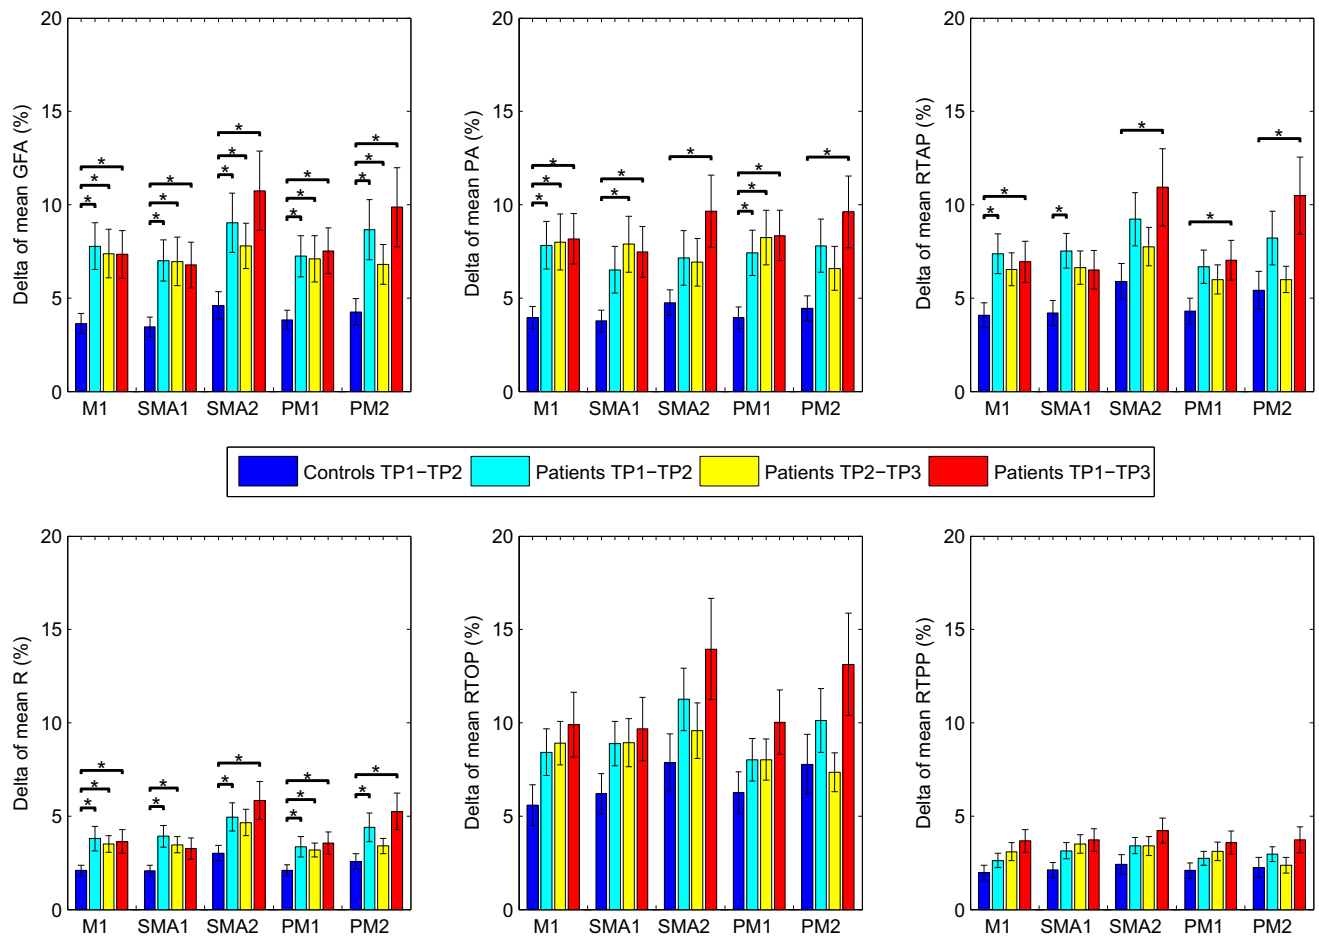 20
15
10
5
0
Delta of mean GFA (%)
* * * * * * * * * * * * * * *
M1 SMA1 SMA2 PM1 PM2
20
15
10
5
0
Delta of mean PA (%)
* * * * * * * * * * *
*
M1 SMA1 SMA2 PM1 PM2
20
15
10
5
0
Delta of mean RTAP (%)
* * * * * *
M1 SMA1 SMA2 PM1 PM2
Controls TP1−TP2 Patients TP1−TP2 Patients TP2−TP3 Patients TP1−TP3
20
15
10
5
0
Delta of mean R (%)
* * * * * * * * * * * *
M1 SMA1 SMA2 PM1 PM2
20
15
10
5
0
Delta of mean RTOP (%)
M1 SMA1 SMA2 PM1 PM2
20
15
10
5
0
Delta of mean RTPP (%)
M1 SMA1 SMA2 PM1 PM2